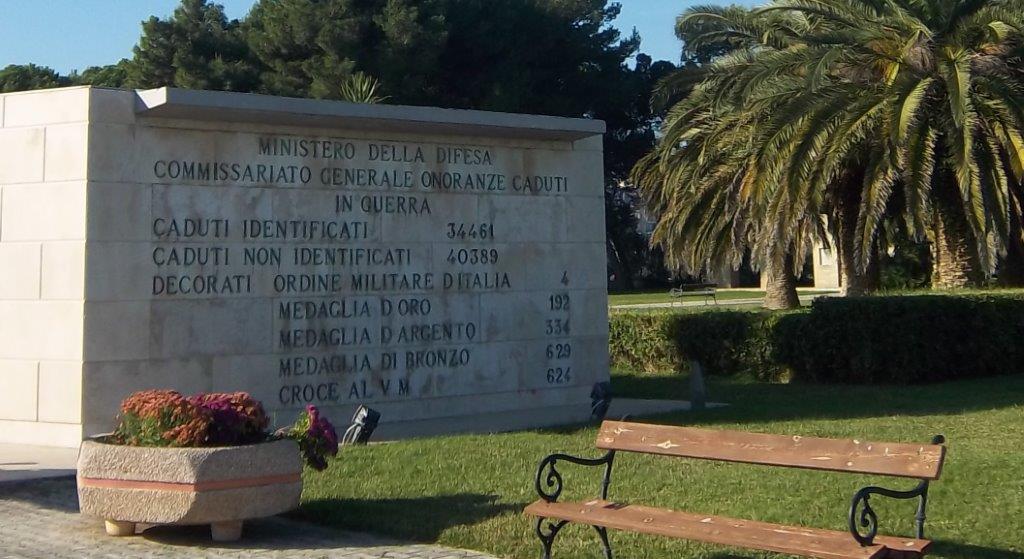 MINISTERO DELLA DIFESA
COMMISSARIATO GENERALE ONORANZE CADUTI
IN GUERRA
CADUTI IDENTIFICATI 34461
CADUTI NON IDENTIFICATI 40389
DECORATI ORDINE MILITARE D'ITALIA 4
MEDAGLIA D'ORO 192
MEDAGLIA D'ARGENTO 334
MEDAGLIA DI BRONZO 629
CROCE AL V M 624